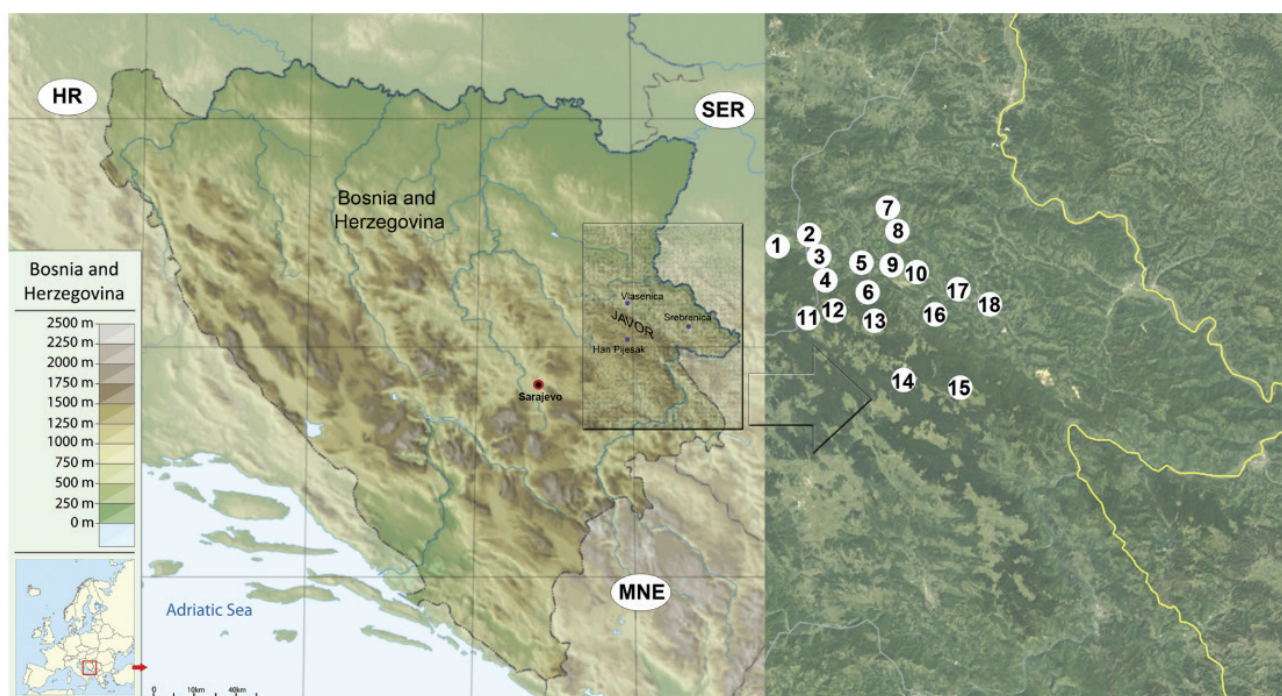 HR
SER
Bosnia and
Herzegovina
Bosnia and
Herzegovina
2500 m
2250 m
2000 m
1750 m
1500 m
1250 m
1000 m
750 m
500 m
250 m
0 m
Vlasenica
JAVOR
Srebrenica
Han Pijesak
Sarajevo
MNE
Adriatic Sea
0 10km 40km
7
8
2
1
3
5
9
10
4
6
17
18
11
12
13
16
14
15